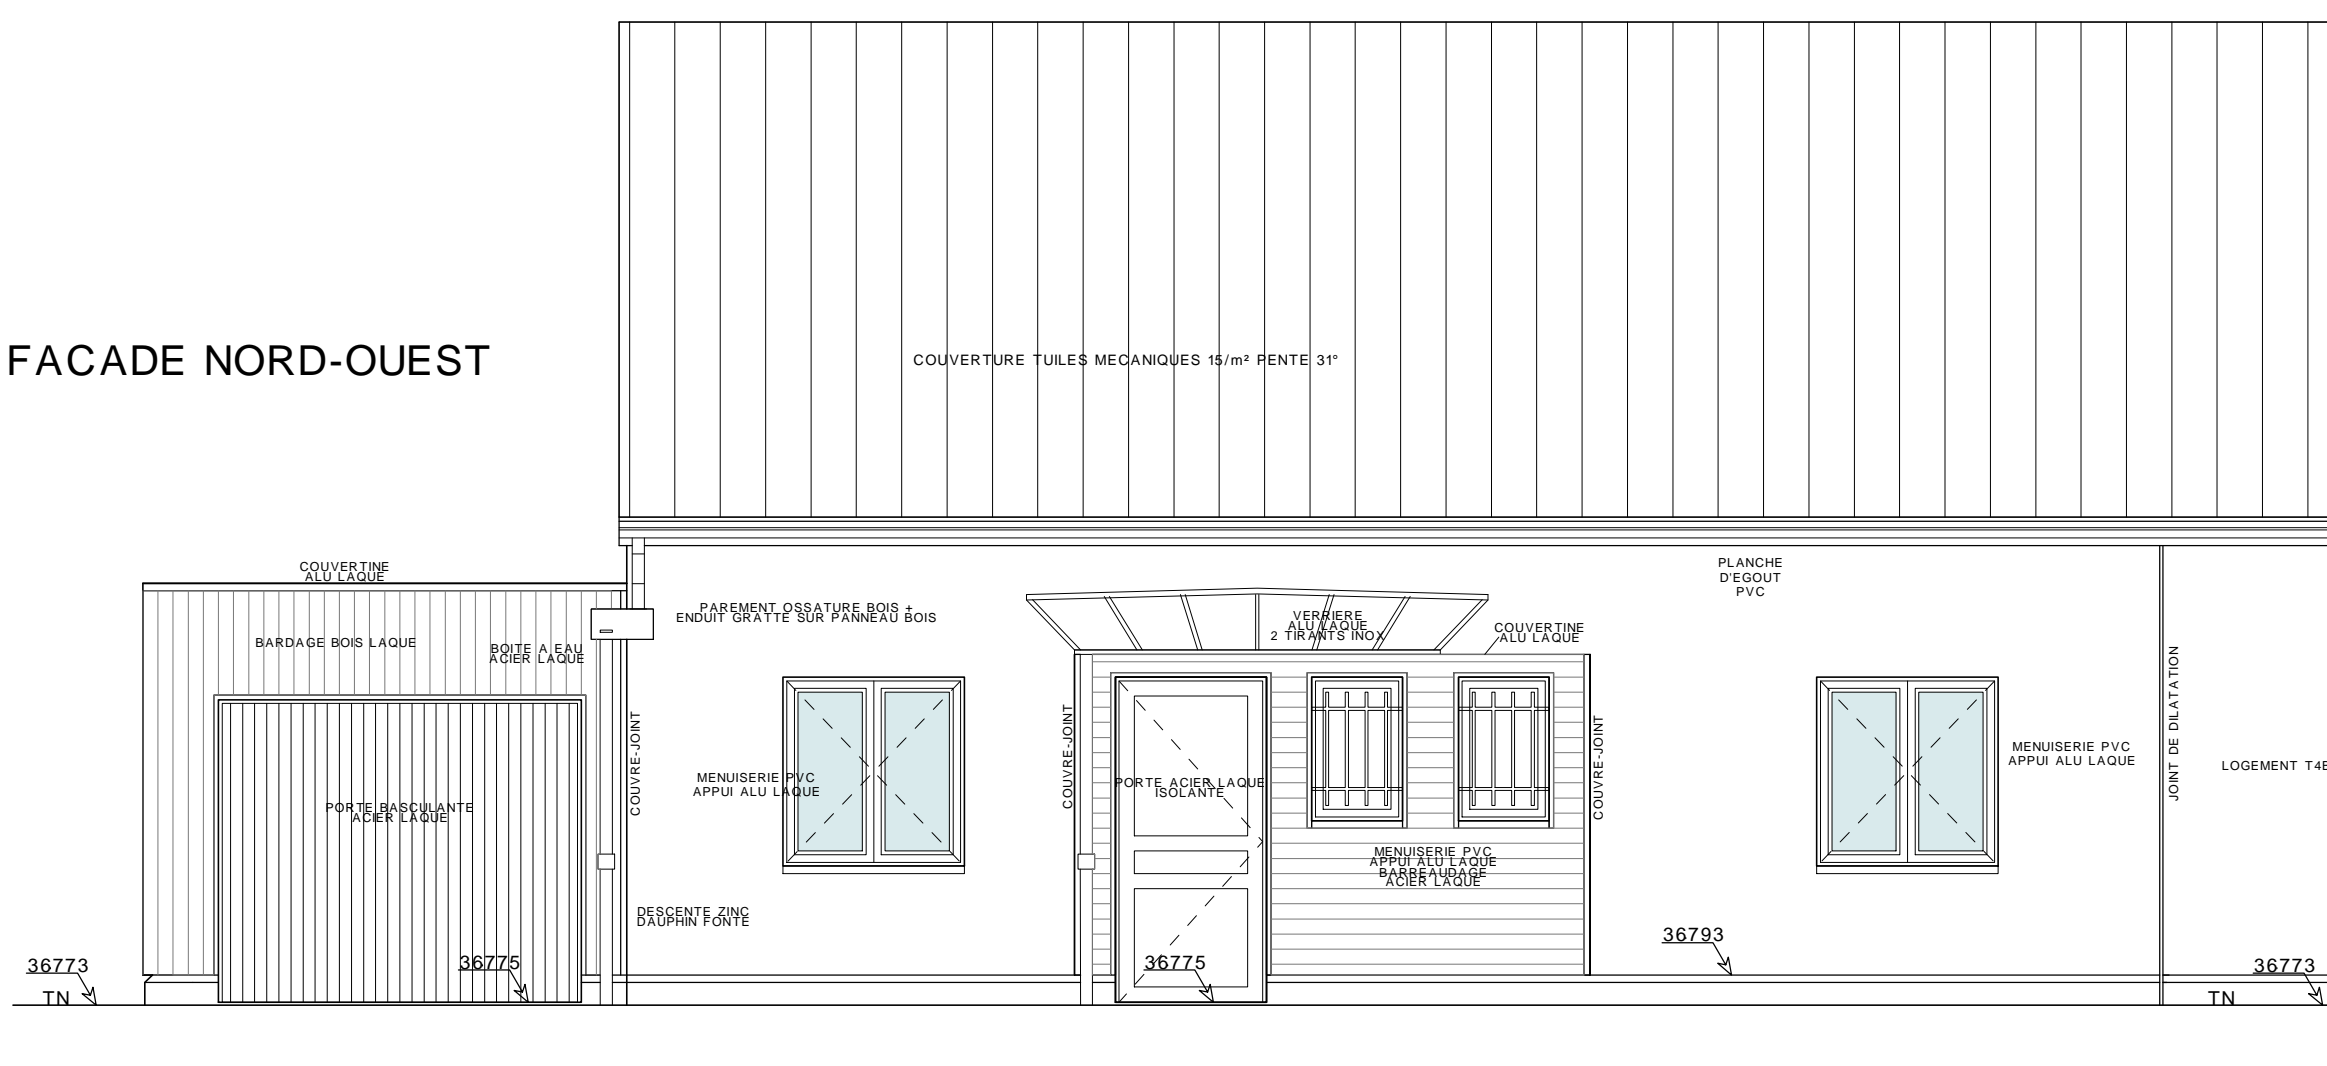 FACADE NORD-OUEST
COUVERTURE TUILES MECANIQUES 15/m² PENTE 31°
COUVERTINE
ALU LAQUE
BARDAGE BOIS LAQUE
BOITE A EAU
ACIER LAQUE
PORTE BASCULANTE
ACIER LAQUE
COUVRE-JOINT
PAREMENT OSSATURE BOIS +
ENDUIT GRATTE SUR PANNEAU BOIS
MENUISERIE PVC
APPUI ALU LAQUE
DESCENTE ZINC
DAUPHIN FONTE
COUVRE-JOINT
VERRIERE
ALU LAQUE
2 TIRANTS INOX
COUVERTINE
ALU LAQUE
PORTE ACIER LAQUE
ISOLANTE
MENUISERIE PVC
APPUI ALU LAQUE
BARREAUDAGE
ACIER LAQUE
COUVRE-JOINT
PLANCHE
D'EGOUT
PVC
MENUISERIE PVC
APPUI ALU LAQUE
JOINT DE DILATATION
LOGEMENT T4
36773
TN
36775
36775
36793
36773
TN